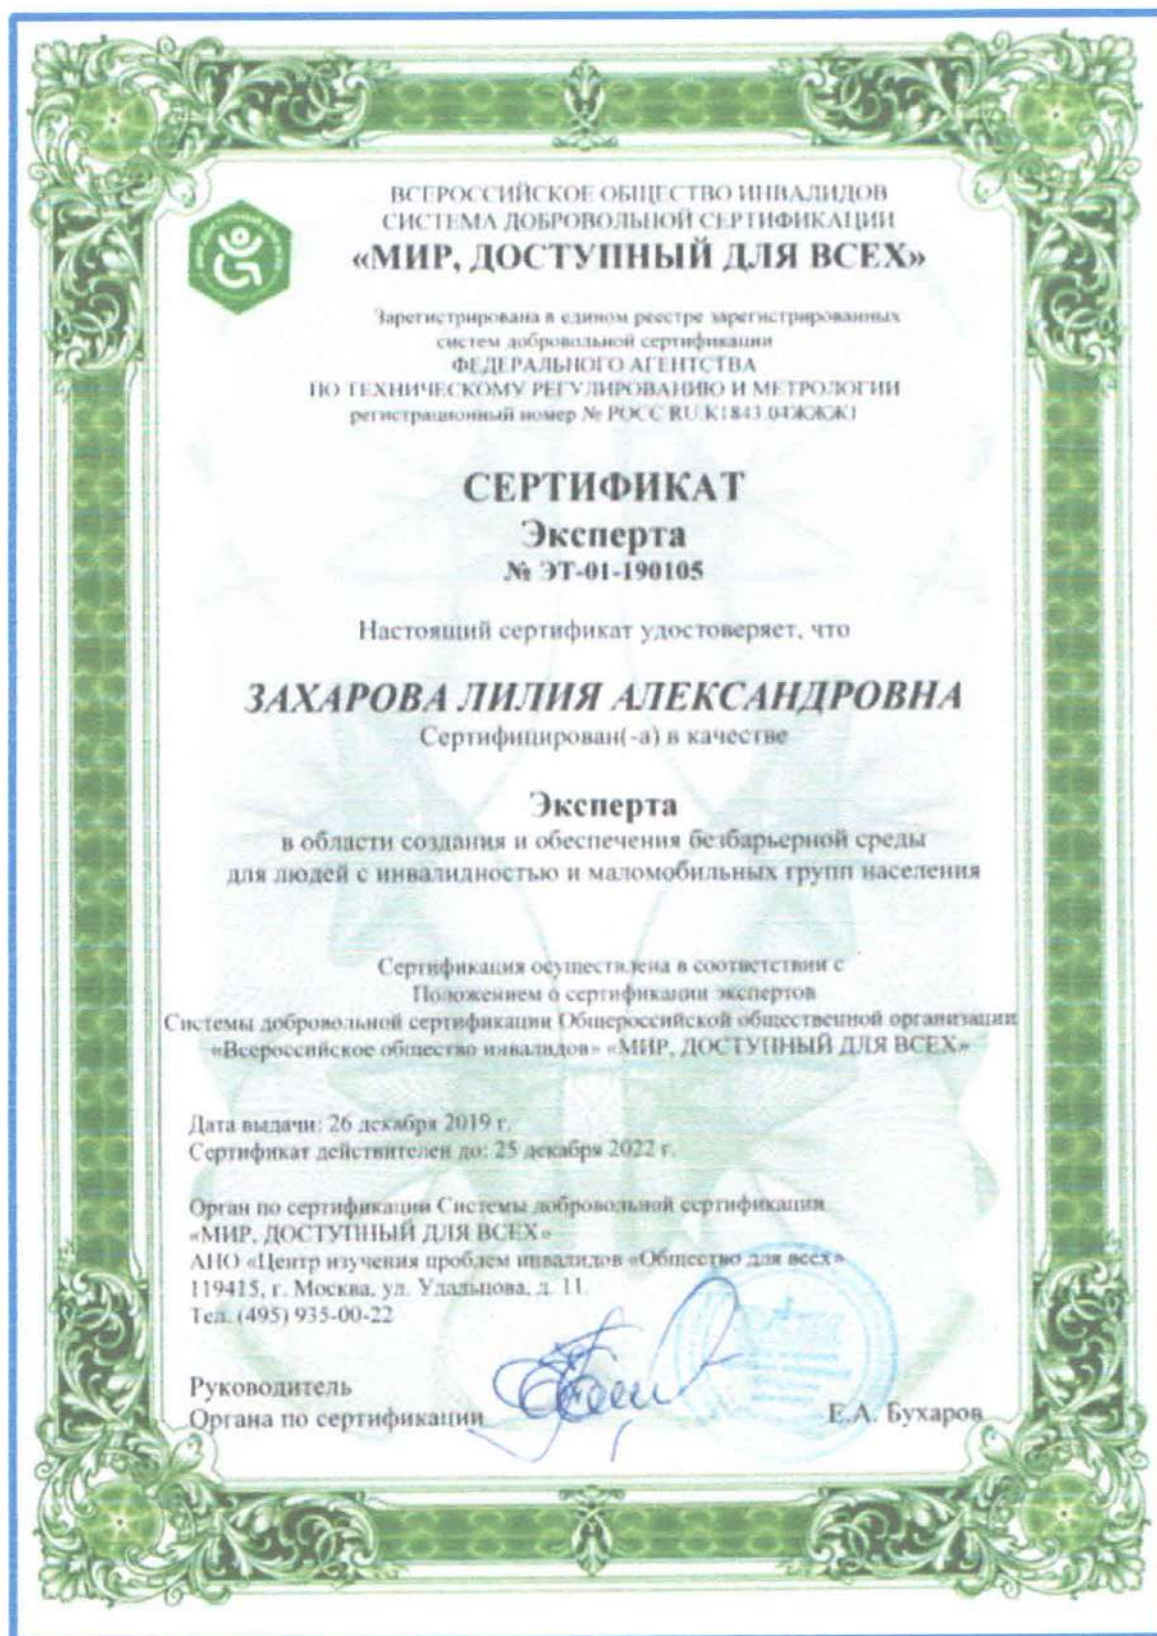 ВСЕРОССИЙСКОЕ ОБЩЕСТВО ИНВАЛИДОВ
СИСТЕМА ДОБРОВОЛЬНОЙ СЕРТИФИКАЦИИ
«МИР, ДОСТУПНЫЙ ДЛЯ ВСЕХ»
Зарегистрирована в едином реестре зарегистрированных
систем добровольной сертификации
ФЕДЕРАЛЬНОГО АГЕНТСТВА
ПО ТЕХНИЧЕСКОМУ РЕГУЛИРОВАНИЮ И МЕТРОЛОГИИ
регистрационный номер № РОСС RU.К1843.04ЖЖЖ1
СЕРТИФИКАТ
Эксперта
№ ЭТ-01-190105
Настоящий сертификат удостоверяет, что
ЗАХАРОВА ЛИЛИЯ АЛЕКСАНДРОВНА
Сертифицирован(-а) в качестве
Эксперта
в области создания и обеспечения безбарьерной среды
для людей с инвалидностью и маломобильных групп населения
Сертификация осуществлена в соответствии с
Положением о сертификации экспертов
Системы добровольной сертификации Общероссийской общественной организации
«Всероссийское общество инвалидов» «МИР, ДОСТУПНЫЙ ДЛЯ ВСЕХ»
Дата выдачи: 26 декабря 2019 г.
Сертификат действителен до: 25 декабря 2022 г.
Орган по сертификации Системы добровольной сертификации
«МИР, ДОСТУПНЫЙ ДЛЯ ВСЕХ»
АНО «Центр изучения проблем инвалидов «Общество для всех»
119415, г. Москва, ул. Удальцова, д. 11.
Тел. (495) 935-00-22
Руководитель
Органа по сертификации
Е.А. Бухаров